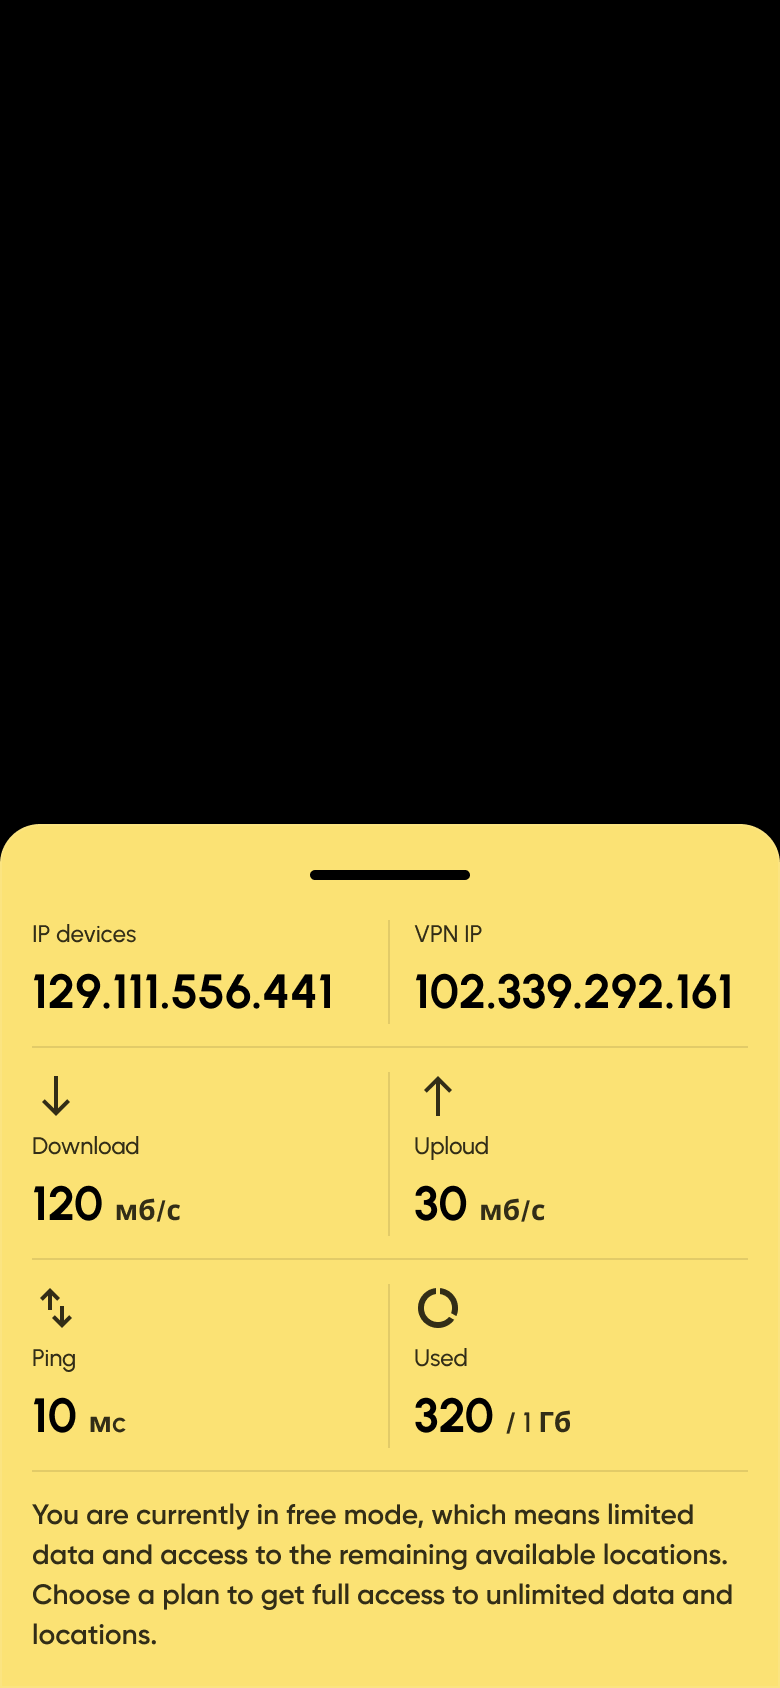 IP devices
129.111.556.441
VPN IP
102.339.292.161
Download
120 мб/с
Uploud
30 мб/с
Ping
10 мс
Used
320 / 1 Гб
You are currently in free mode, which means limited
data and access to the remaining available locations.
Choose a plan to get full access to unlimited data and
locations.